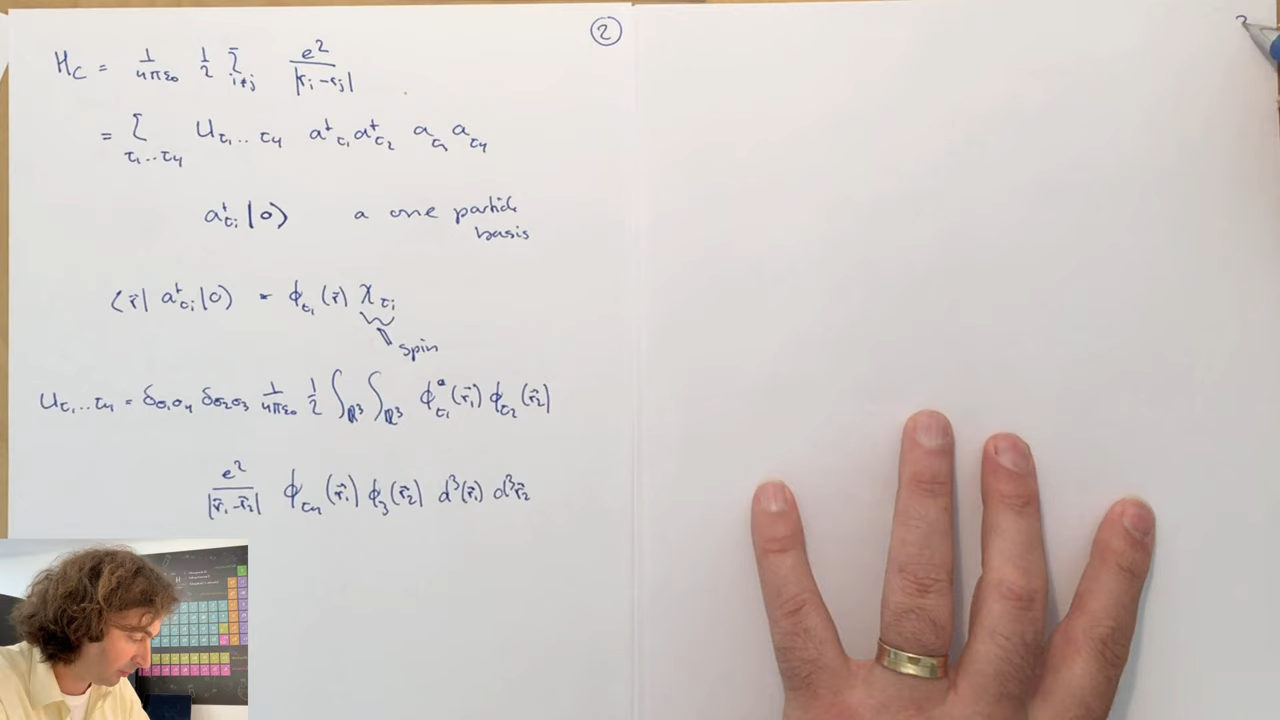 ②
H_C = 1/(4πε₀) 1/2 Σ_{i≠j} e²/|r_i − r_j|
= Σ_{τ₁..τ₄} U_{τ₁..τ₄} a†_{τ₁} a†_{τ₂} a_{τ₃} a_{τ₄}
a†_{τi} |0⟩ a one particle
basis
⟨r⃗| a†_{τi} |0⟩ = ϕ_{τi}(r⃗) χ_{τi}
spin
U_{τ₁..τ₄} = δ_{σ₁σ₄} δ_{σ₂σ₃} 1/(4πε₀) 1/2 ∫_{ℝ³} ∫_{ℝ³} ϕ*_{τ₁}(r⃗₁) ϕ_{τ₂}(r⃗₂)
e²/|r⃗₁−r⃗₂| ϕ_{τ₄}(r⃗₁) ϕ_3(r⃗₂) d³(r⃗₁) d³r⃗₂